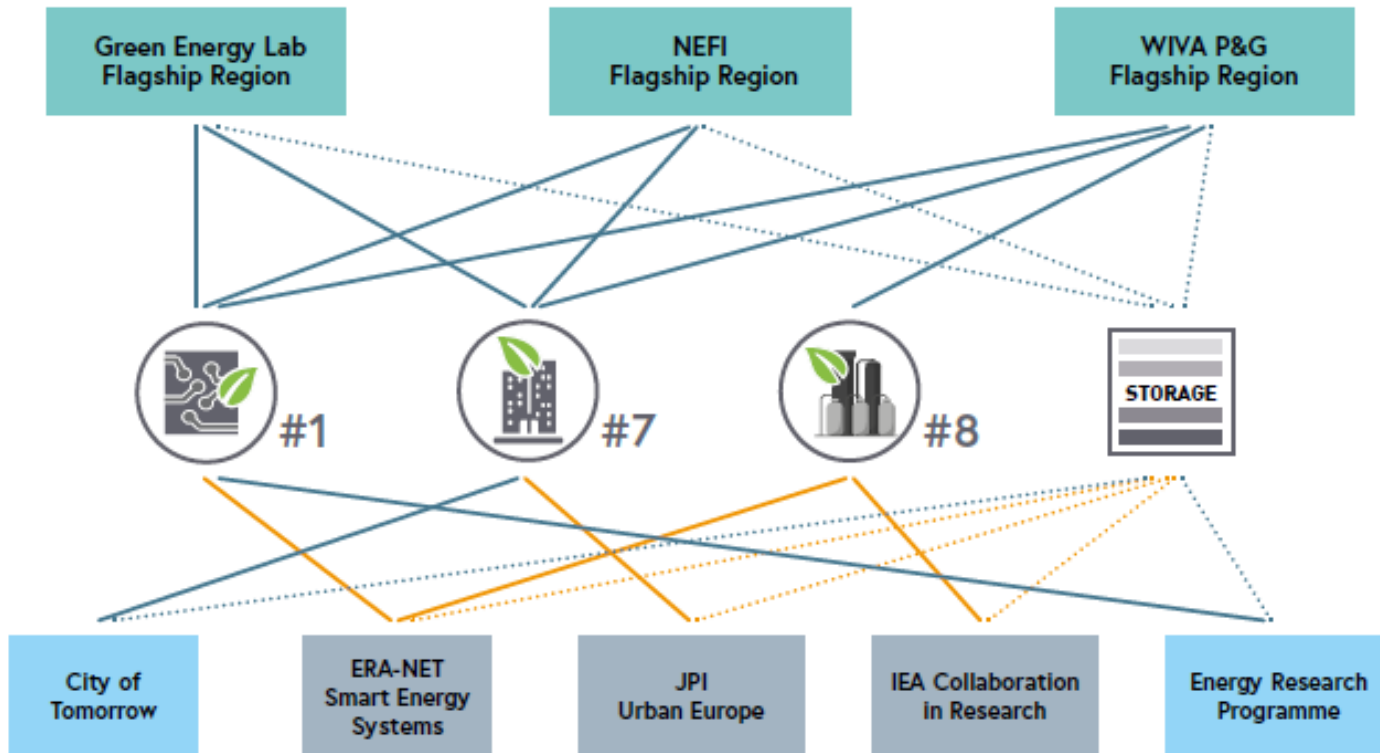 Green Energy Lab
Flagship Region
NEFI
Flagship Region
WIVA P&G
Flagship Region
#1
#7
#8
STORAGE
City of
Tomorrow
ERA-NET
Smart Energy
Systems
JPI
Urban Europe
IEA Collaboration
in Research
Energy Research
Programme